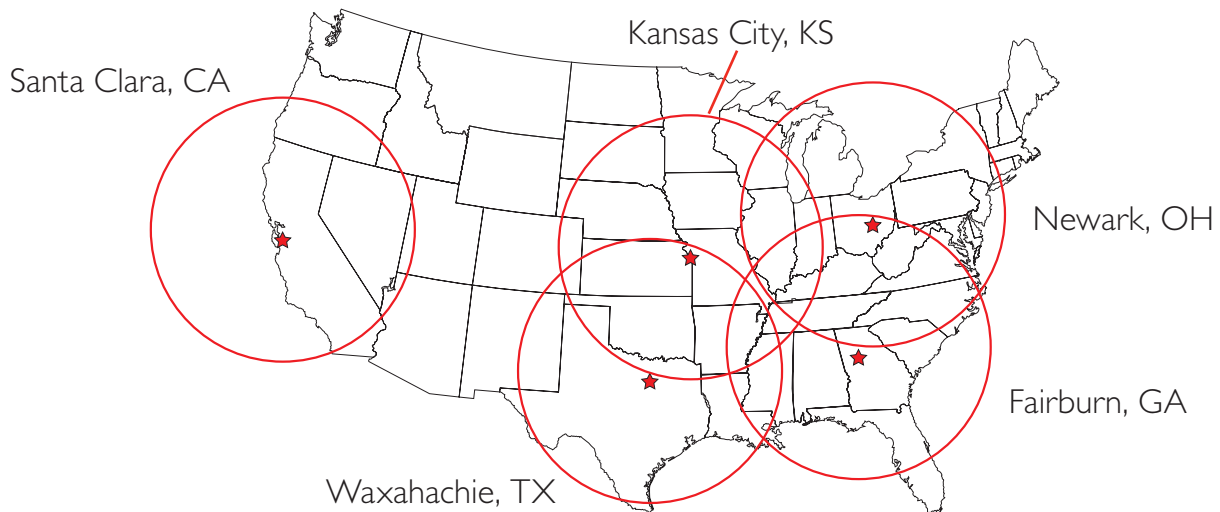 Kansas City, KS
Santa Clara, CA
Newark, OH
Fairburn, GA
Waxahachie, TX